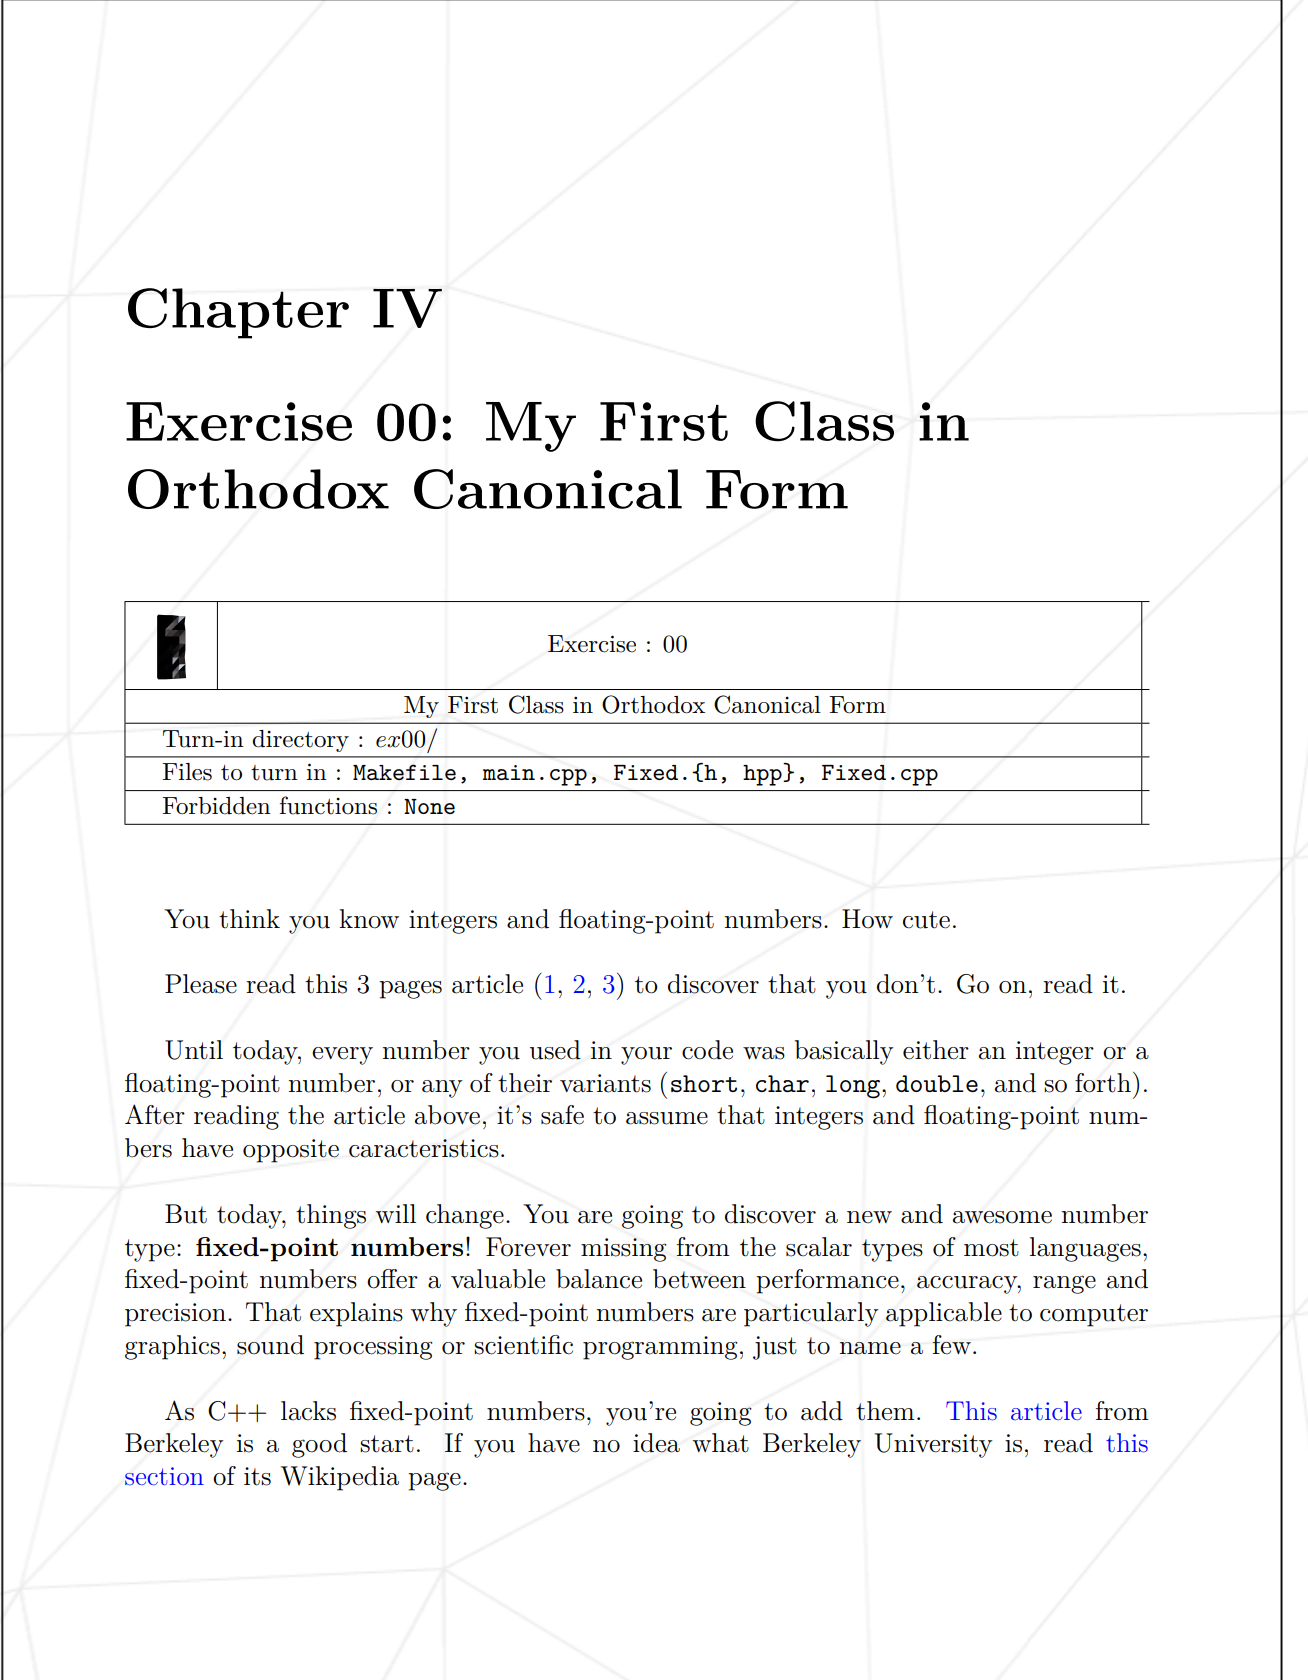 Chapter IV
Exercise 00: My First Class in
Orthodox Canonical Form
Exercise : 00
My First Class in Orthodox Canonical Form
Turn-in directory : ex00/
Files to turn in : Makefile, main.cpp, Fixed.{h, hpp}, Fixed.cpp
Forbidden functions : None
You think you know integers and floating-point numbers. How cute.
Please read this 3 pages article (1, 2, 3) to discover that you don't. Go on, read it.
Until today, every number you used in your code was basically either an integer or a
floating-point number, or any of their variants (short, char, long, double, and so forth).
After reading the article above, it's safe to assume that integers and floating-point num-
bers have opposite caracteristics.
But today, things will change. You are going to discover a new and awesome number
type: fixed-point numbers! Forever missing from the scalar types of most languages,
fixed-point numbers offer a valuable balance between performance, accuracy, range and
precision. That explains why fixed-point numbers are particularly applicable to computer
graphics, sound processing or scientific programming, just to name a few.
As C++ lacks fixed-point numbers, you're going to add them. This article from
Berkeley is a good start. If you have no idea what Berkeley University is, read this
section of its Wikipedia page.